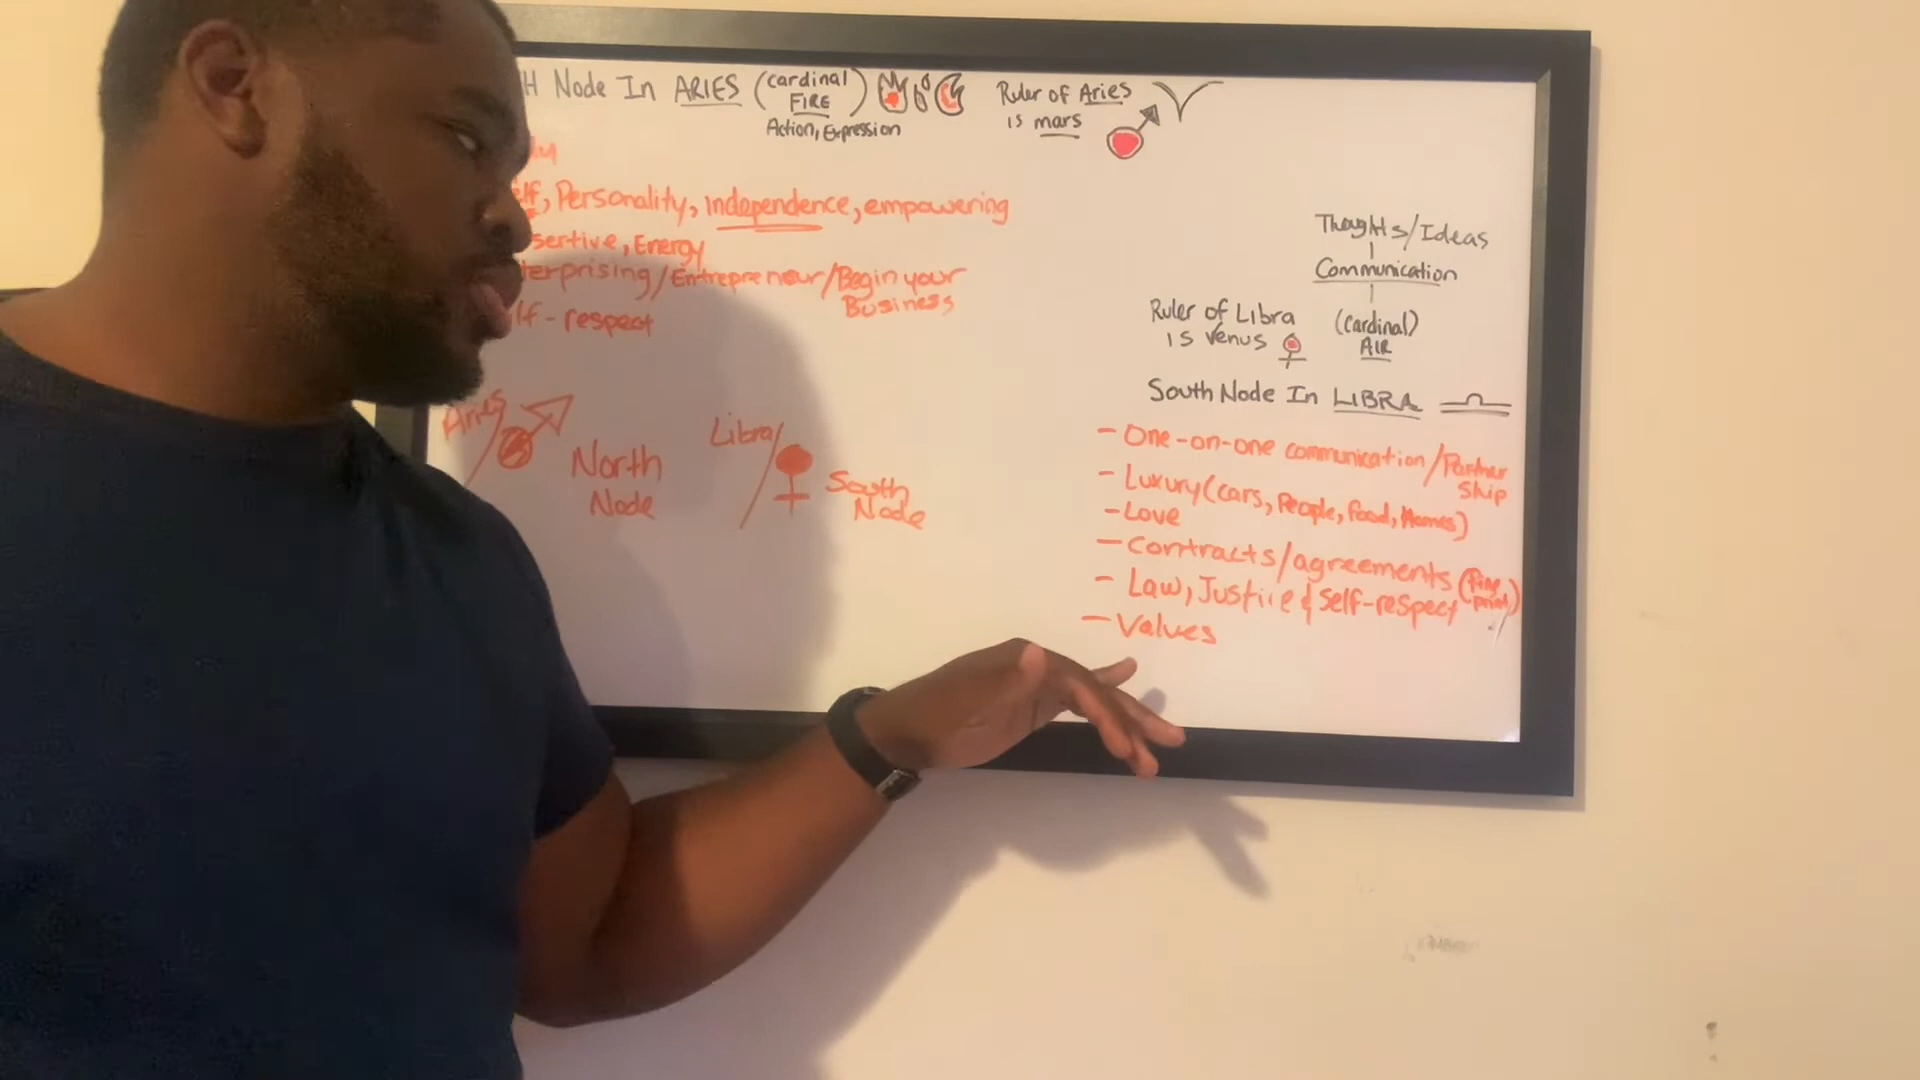 H Node In ARIES (cardinal FIRE)
Action, Expression
Ruler of Aries
is mars
elf, Personality, independence, empowering
sertive, Energy
terprising/Entrepreneur/Begin your
Business
lf-respect
Aries/
North
Node
Libra/
South
Node
Thoughts/Ideas
Communication
(cardinal)
AIR
Ruler of Libra
is Venus
South Node In LIBRA
- One-on-one communication/Partner
Ship
- Luxury(cars, People, Food, Homes)
- Love
- Contracts/agreements (Fine
print)
- Law, Justice & Self-respect
- Values